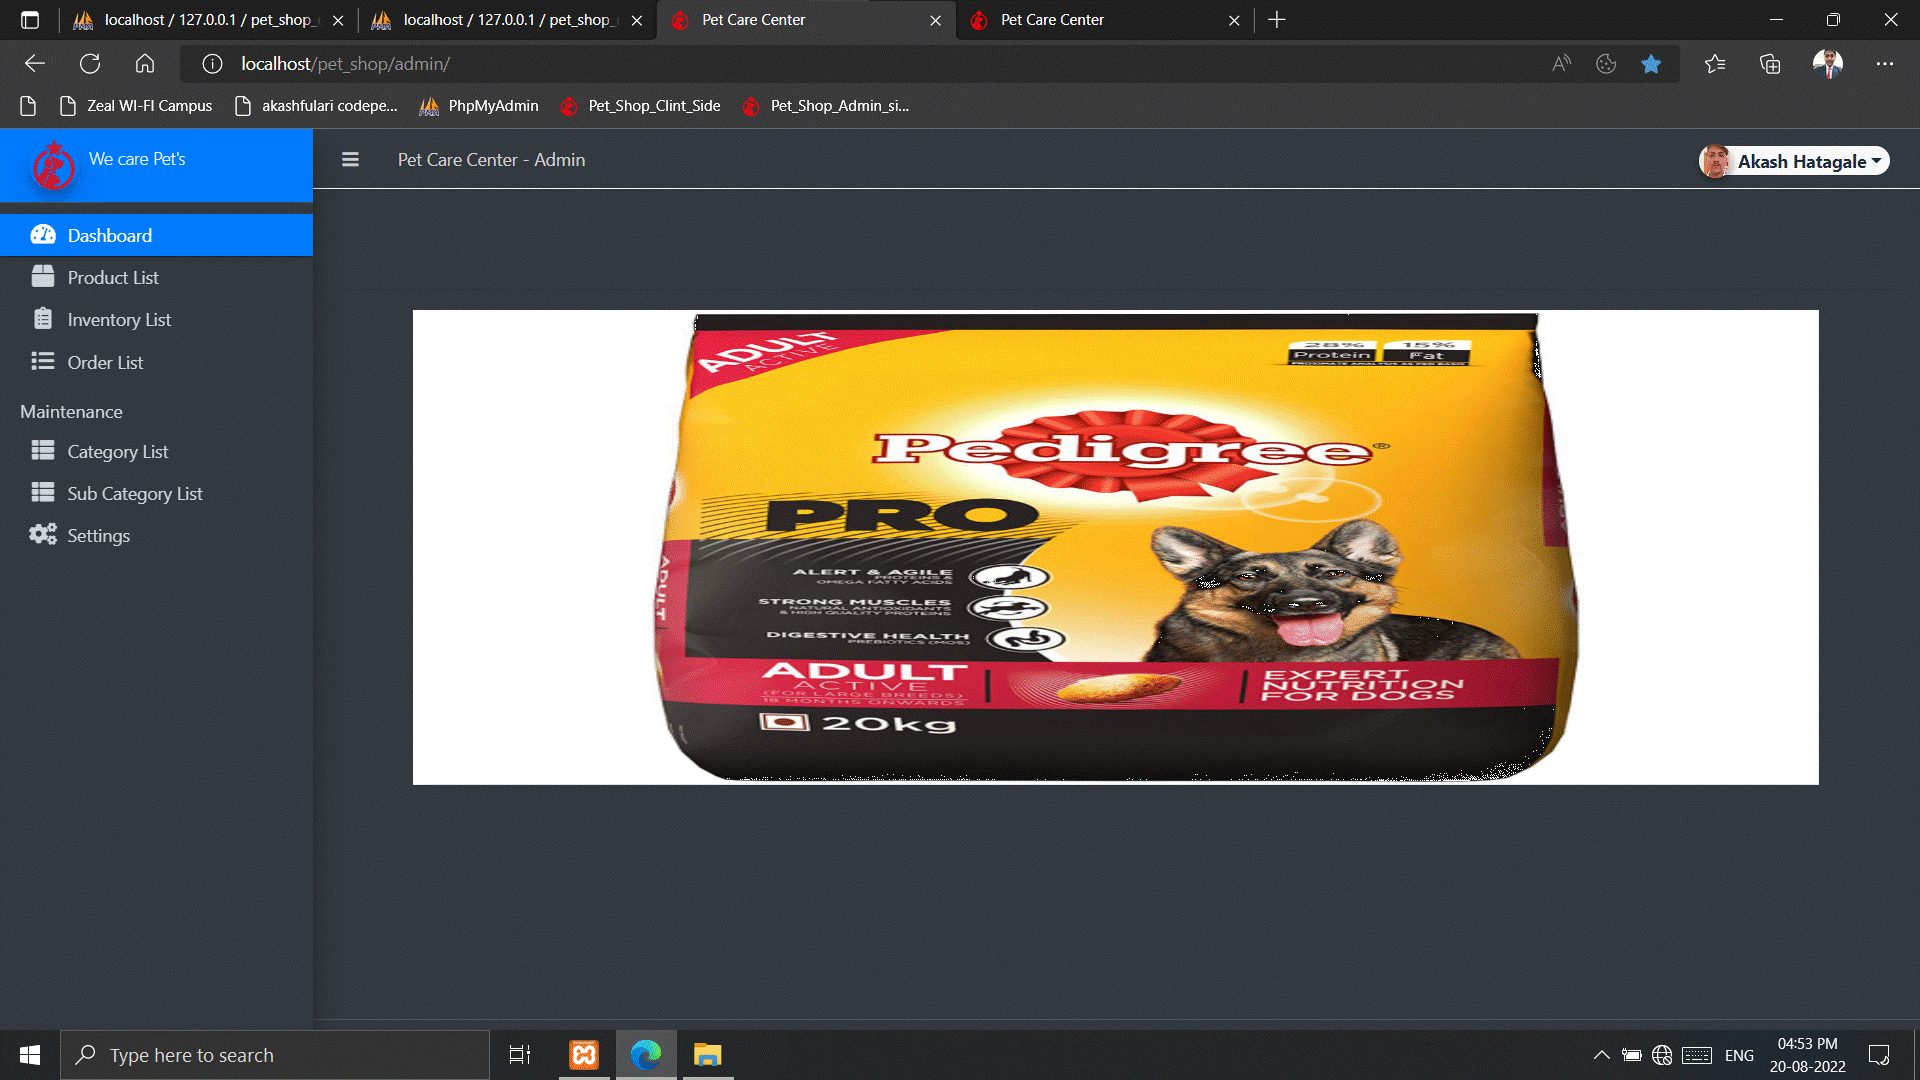 localhost / 127.0.0.1 / pet_shop_
localhost / 127.0.0.1 / pet_shop_
Pet Care Center
Pet Care Center
localhost/pet_shop/admin/
Zeal WI-FI Campus
akashfulari codepe...
PhpMyAdmin
Pet_Shop_Clint_Side
Pet_Shop_Admin_si...
We care Pet's
Pet Care Center - Admin
Akash Hatagale
Dashboard
Product List
Inventory List
Order List
Maintenance
Category List
Sub Category List
Settings
ADULT
ACTIVE
28% 15%
Protein Fat
Pedigree®
PRO
ALERT & AGILE
PROTEINS &
OMEGA FATTY ACIDS
STRONG MUSCLES
NATURAL ANTIOXIDANTS
& HIGH QUALITY PROTEINS
DIGESTIVE HEALTH
PREBIOTICS (MOS)
ADULT
ADULT
ACTIVE
(FOR LARGE BREEDS)
18 MONTHS ONWARDS
EXPERT
NUTRITION
FOR DOGS
20kg
Type here to search
ENG
04:53 PM
20-08-2022